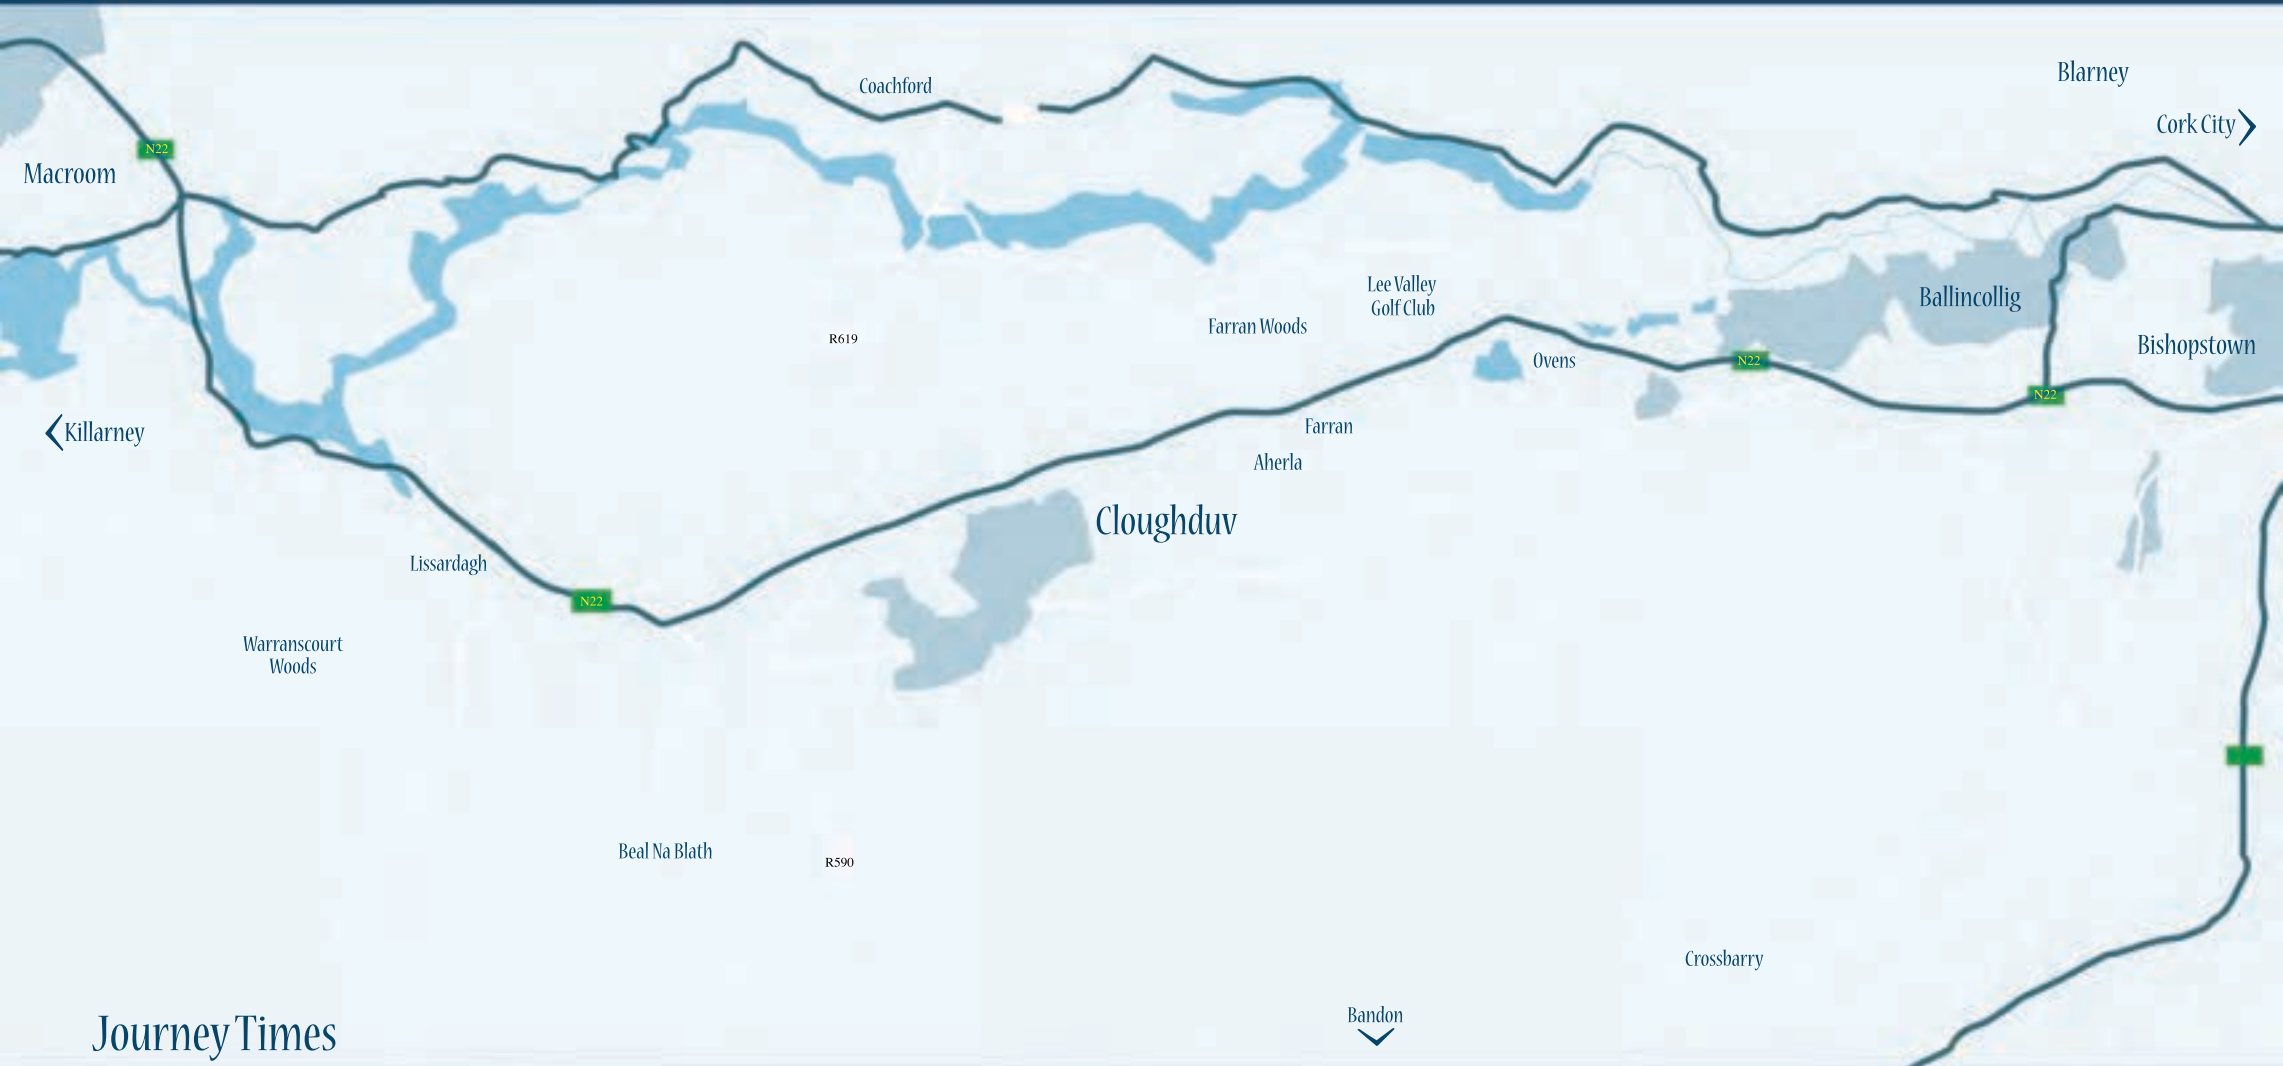 Blarney
Coachford
Cork City
N22
Macroom
Lee Valley
Golf Club
Ballincollig
Farran Woods
R619
Bishopstown
Ovens
N22
N22
Killarney
Farran
Aherla
Cloughduv
Lissardagh
N22
Warranscourt
Woods
Beal Na Blath
R590
Crossbarry
Bandon
Journey Times